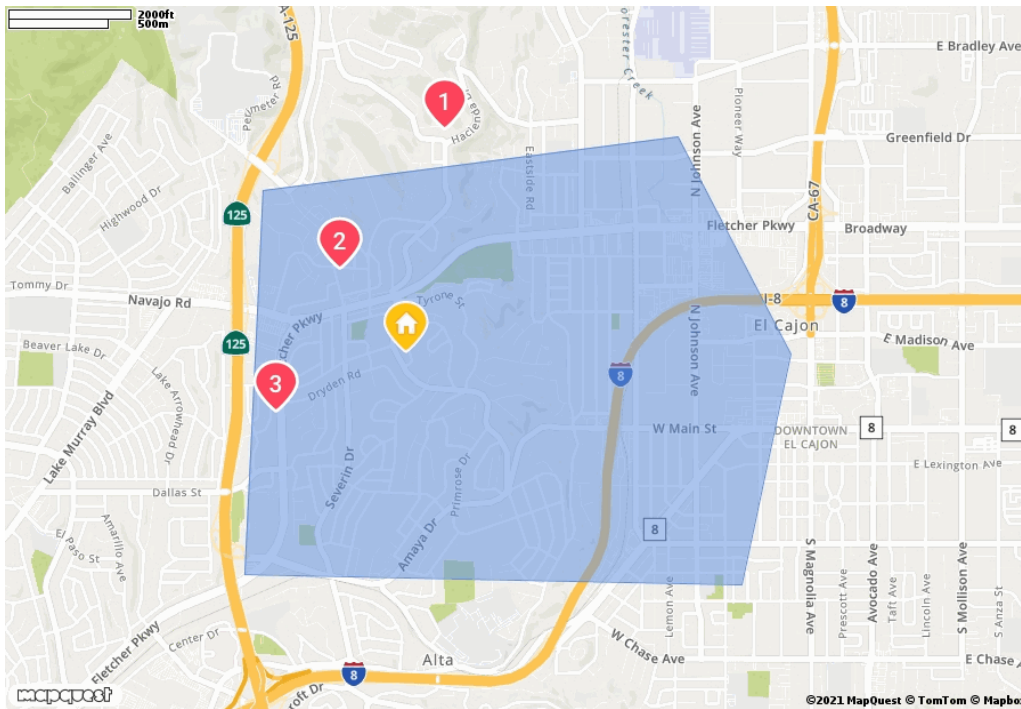 2000ft
500m
CA-125
Forester Creek
E Bradley Ave
Perimeter Rd
1
Hacienda Dr
N Johnson Ave
Pioneer Way
Greenfield Dr
Ballinger Ave
Eastside Rd
Highwood Dr
CA-67
125
Fletcher Pkwy
Broadway
2
Tommy Dr
Navajo Rd
Tyrone St
I-8
8
Fletcher Pkwy
N Johnson Ave
El Cajon
125
E Madison Ave
Beaver Lake Dr
8
3
Dryden Rd
Lake Arrowhead Dr
Lake Murray Blvd
W Main St
DOWNTOWN
EL CAJON
8
8
E Lexington Ave
Severin Dr
Primrose Dr
Dallas St
8
El Paso St
Amarillo Ave
Amaya Dr
S Magnolia Ave
Prescott Ave
Avocado Ave
Taft Ave
Lincoln Ave
S Mollison Ave
S Anza St
Lemon Ave
Fletcher Pkwy
Center Dr
W Chase Ave
Alta
E Chase A
8
roft Dr
mapquest
©2021 MapQuest © TomTom © Mapbox